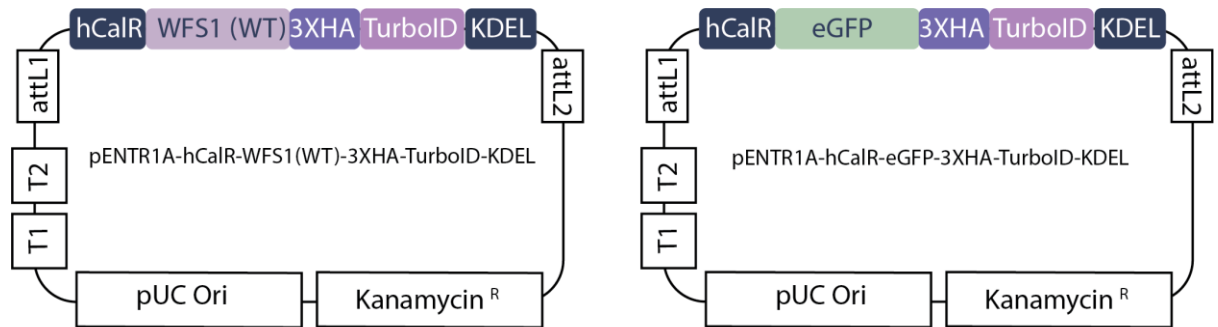 hCalR WFS1 (WT) 3XHA TurboID KDEL
attL1
attL2
pENTR1A-hCalR-WFS1(WT)-3XHA-TurboID-KDEL
T2
T1
pUC Ori
Kanamycin R
hCalR eGFP 3XHA TurboID KDEL
attL1
attL2
pENTR1A-hCalR-eGFP-3XHA-TurboID-KDEL
T2
T1
pUC Ori
Kanamycin R